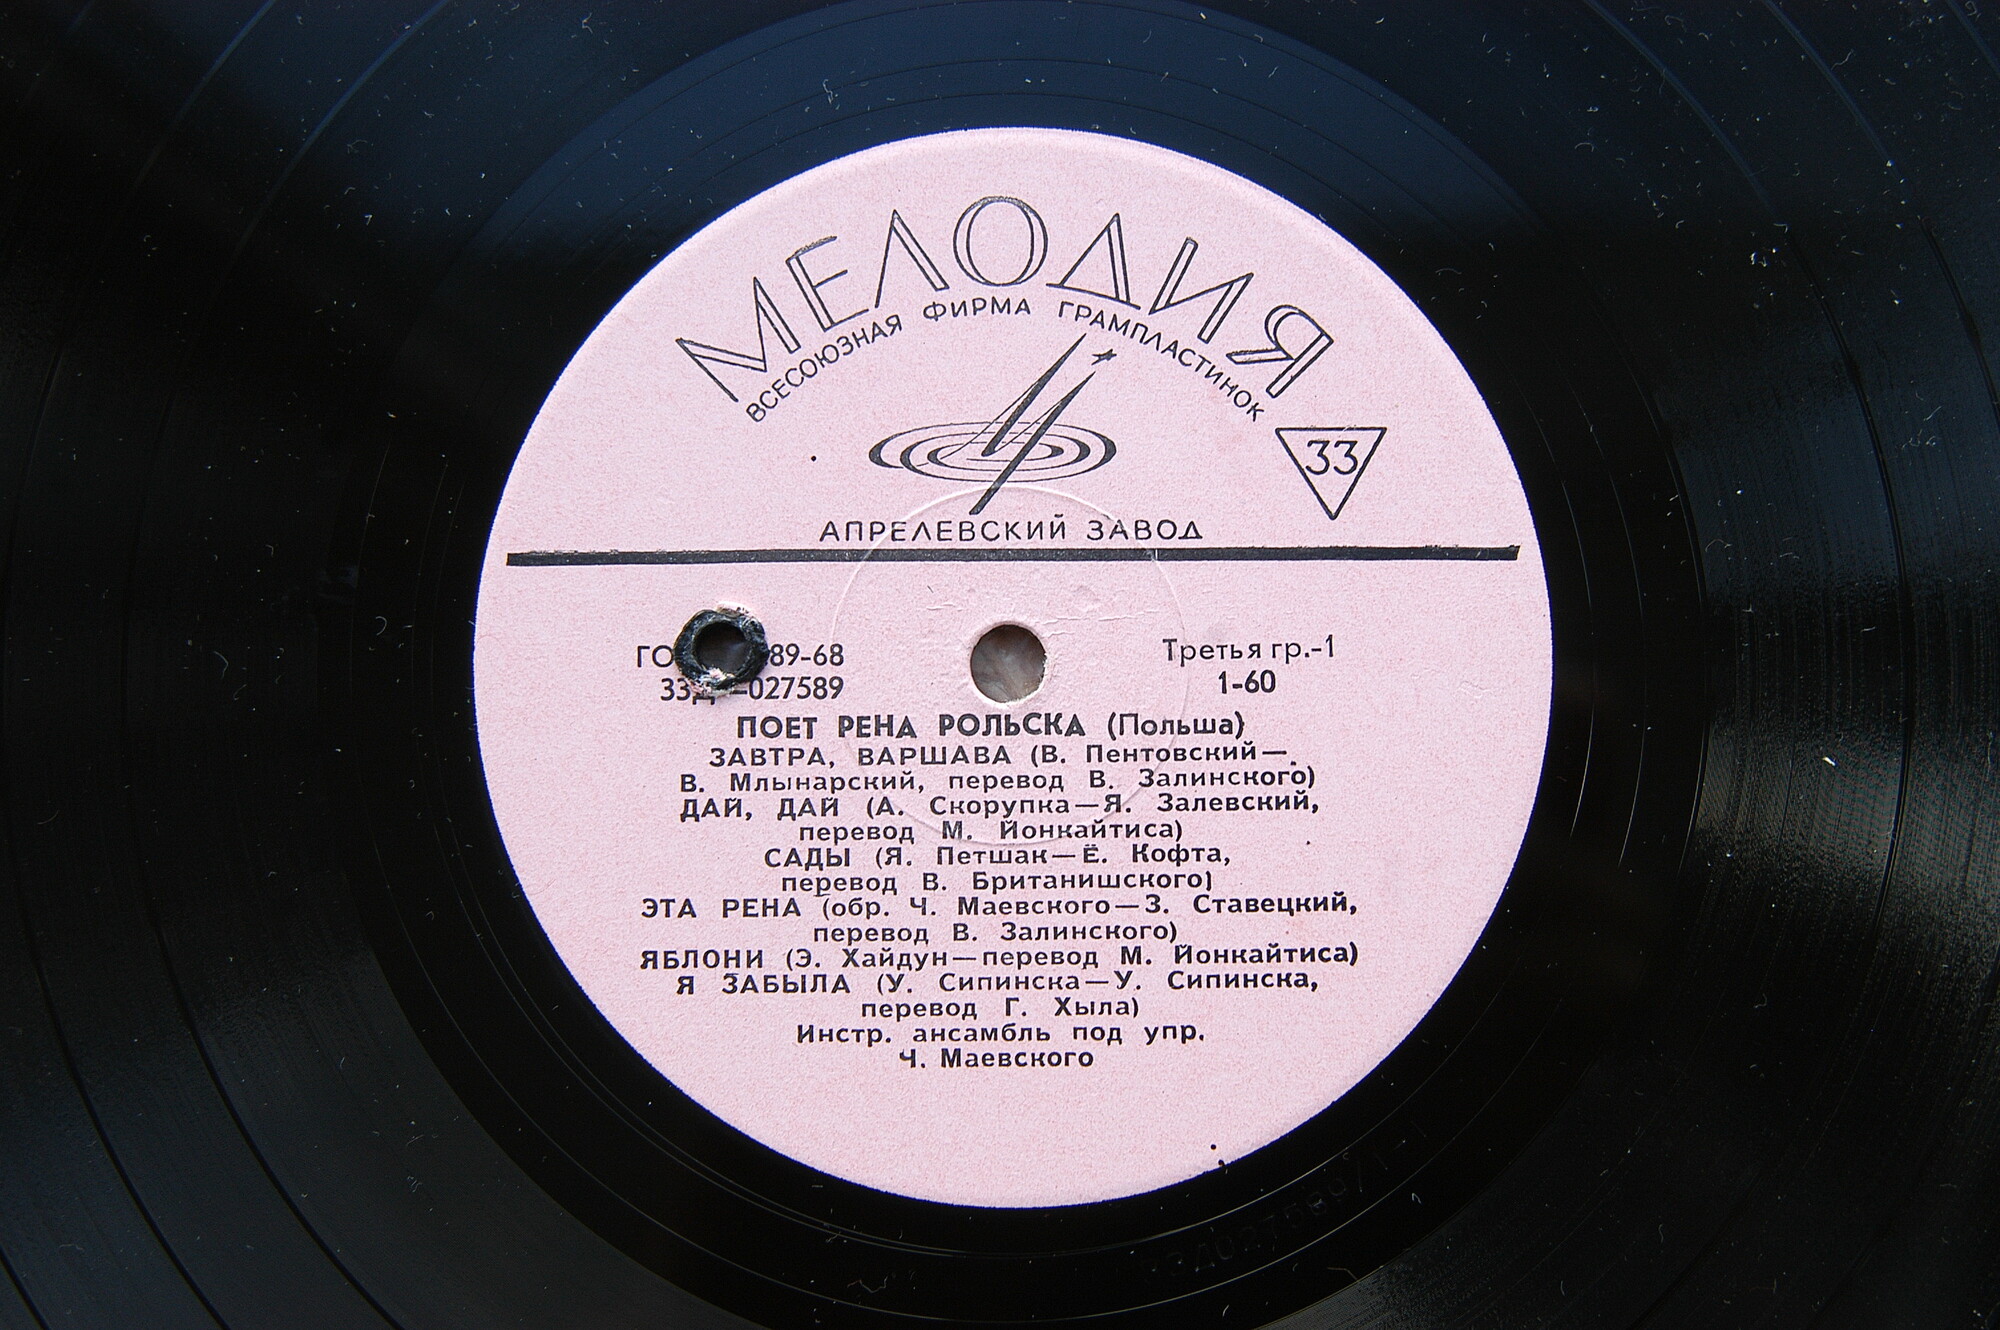 МЕЛОДИЯ
ВСЕСОЮЗНАЯ ФИРМА ГРАМПЛАСТИНОК
33
АПРЕЛЕВСКИЙ ЗАВОД
89-68
027589
Третья гр.-1
1-60
ПОЕТ РЕНА РОЛЬСКА (Польша)
ЗАВТРА, ВАРШАВА (В. Пентовский—
В. Млынарский, перевод В. Залинского)
ДАЙ, ДАЙ (А. Скорупка—Я. Залевский,
перевод М. Йонкайтиса)
САДЫ (Я. Петшак—Ё. Кофта,
перевод В. Британишского)
ЭТА РЕНА (обр. Ч. Маевского—З. Ставецкий,
перевод В. Залинского)
ЯБЛОНИ (Э. Хайдун—перевод М. Йонкайтиса)
Я ЗАБЫЛА (У. Сипинска—У. Сипинска,
перевод Г. Хыла)
Инстр. ансамбль под упр.
Ч. Маевского